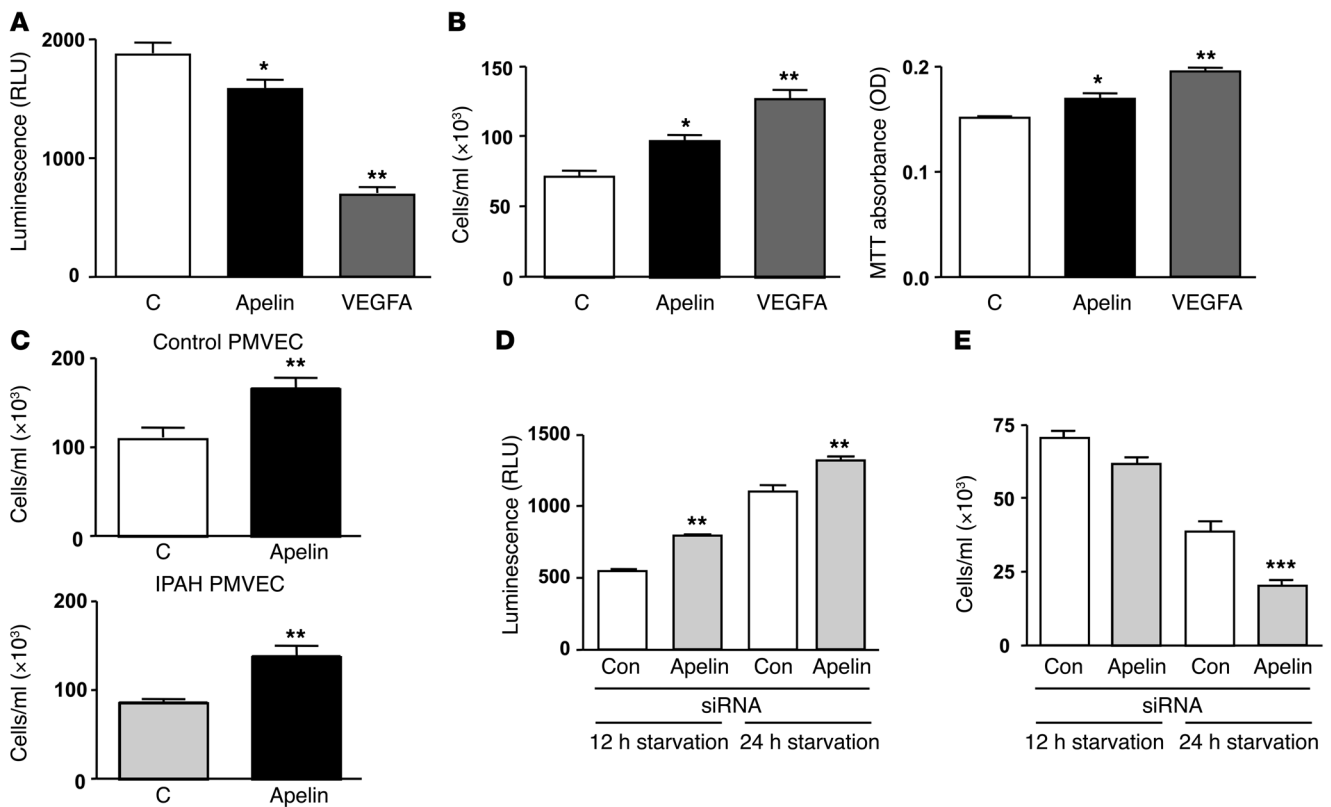 A
Luminescence (RLU)
2000
1000
0
*
**
C Apelin VEGFA
B
Cells/ml (×10³)
150
100
50
0
*
**
C Apelin VEGFA
MTT absorbance (OD)
0.2
0.1
0.0
*
**
C Apelin VEGFA
C
Control PMVEC
Cells/ml (×10³)
200
100
0
**
C Apelin
IPAH PMVEC
Cells/ml (×10³)
200
100
0
**
C Apelin
D
Luminescence (RLU)
1500
1000
500
0
**
**
Con Apelin Con Apelin
siRNA
12 h starvation 24 h starvation
E
Cells/ml (×10³)
75
50
25
0
***
Con Apelin Con Apelin
siRNA
12 h starvation 24 h starvation